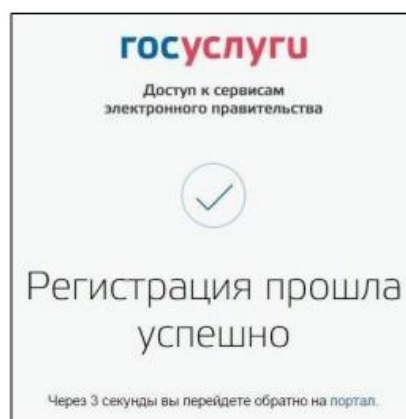 госуслуги
Доступ к сервисам
электронного правительства
Регистрация прошла
успешно
Через 3 секунды вы перейдете обратно на портал.